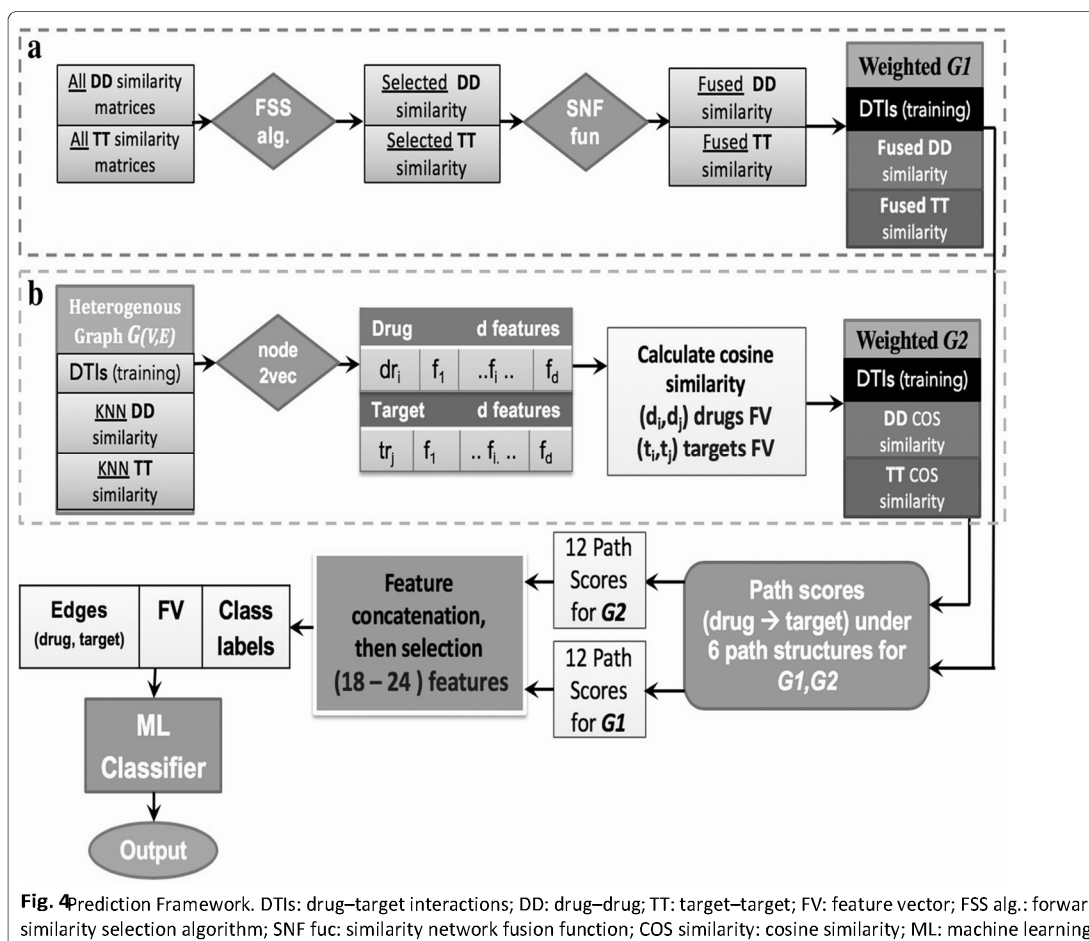 a
All DD similarity
matrices
All TT similarity
matrices
FSS
alg.
Selected DD
similarity
Selected TT
similarity
SNF
fun
Fused DD
similarity
Fused TT
similarity
Weighted G1
DTIs (training)
Fused DD
similarity
Fused TT
similarity
b
Heterogenous
Graph G(V,E)
DTIs (training)
KNN DD
similarity
KNN TT
similarity
node
2vec
Drug d features
dri f1 ..fi .. fd
Target d features
trj f1 .. fi. .. fd
Calculate cosine
similarity
(di,dj) drugs FV
(ti,tj) targets FV
Weighted G2
DTIs (training)
DD COS
similarity
TT COS
similarity
Path scores
(drug → target) under
6 path structures for
G1,G2
12 Path
Scores
for G2
12 Path
Scores
for G1
Feature
concatenation,
then selection
(18 – 24 ) features
Edges
(drug, target)
FV
Class
labels
ML
Classifier
Output
Fig. 4 Prediction Framework. DTIs: drug–target interactions; DD: drug–drug; TT: target–target; FV: feature vector; FSS alg.: forwar
similarity selection algorithm; SNF fuc: similarity network fusion function; COS similarity: cosine similarity; ML: machine learning